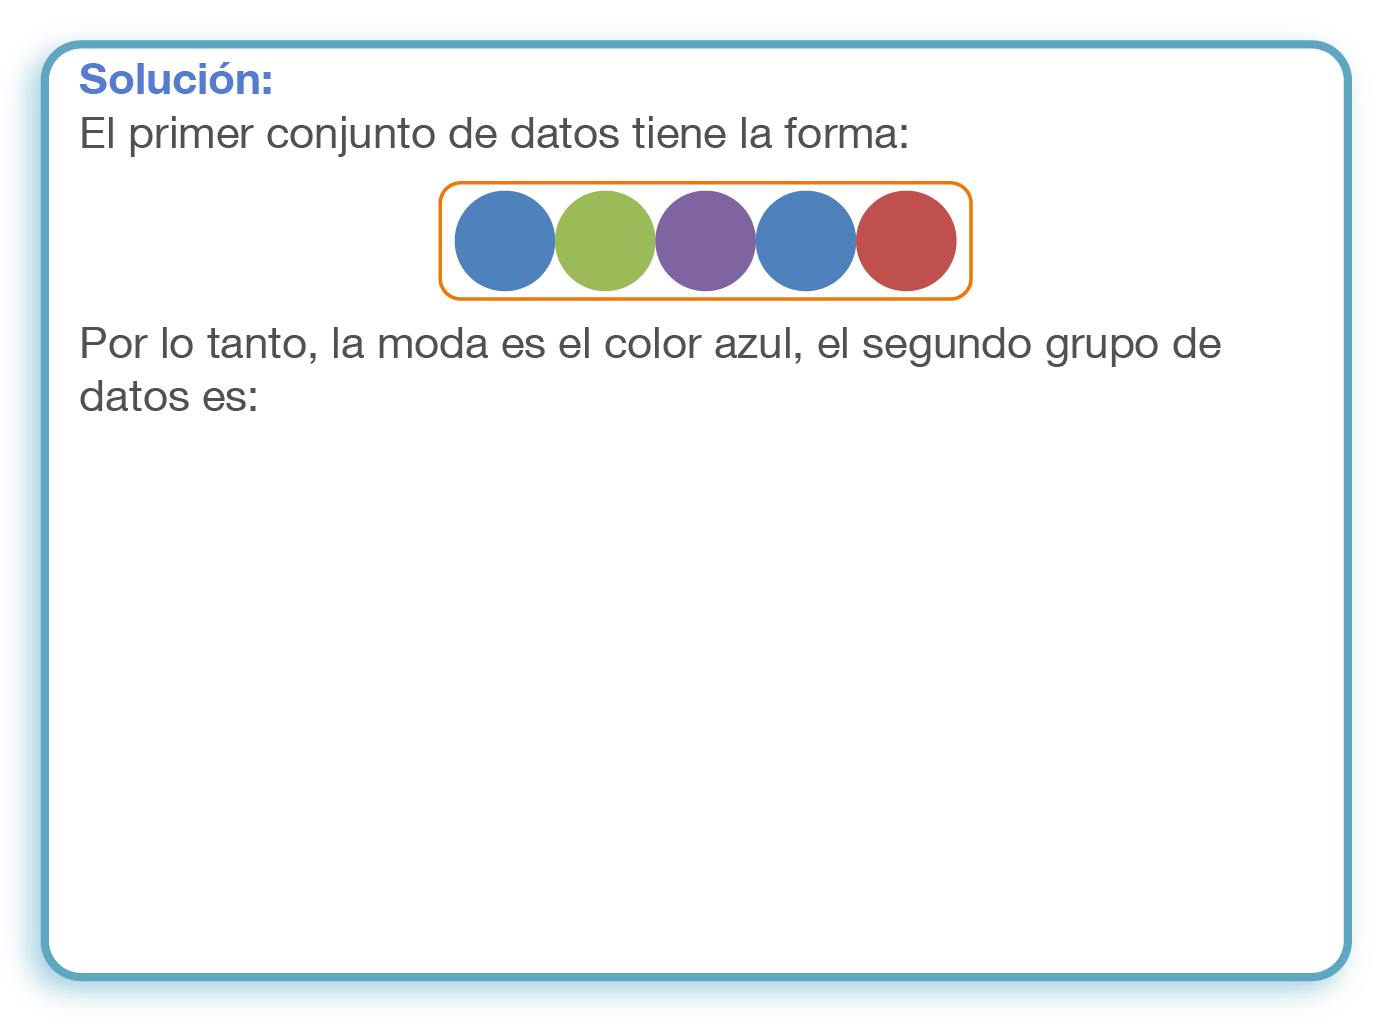 Solución:
El primer conjunto de datos tiene la forma:
Por lo tanto, la moda es el color azul, el segundo grupo de
datos es: